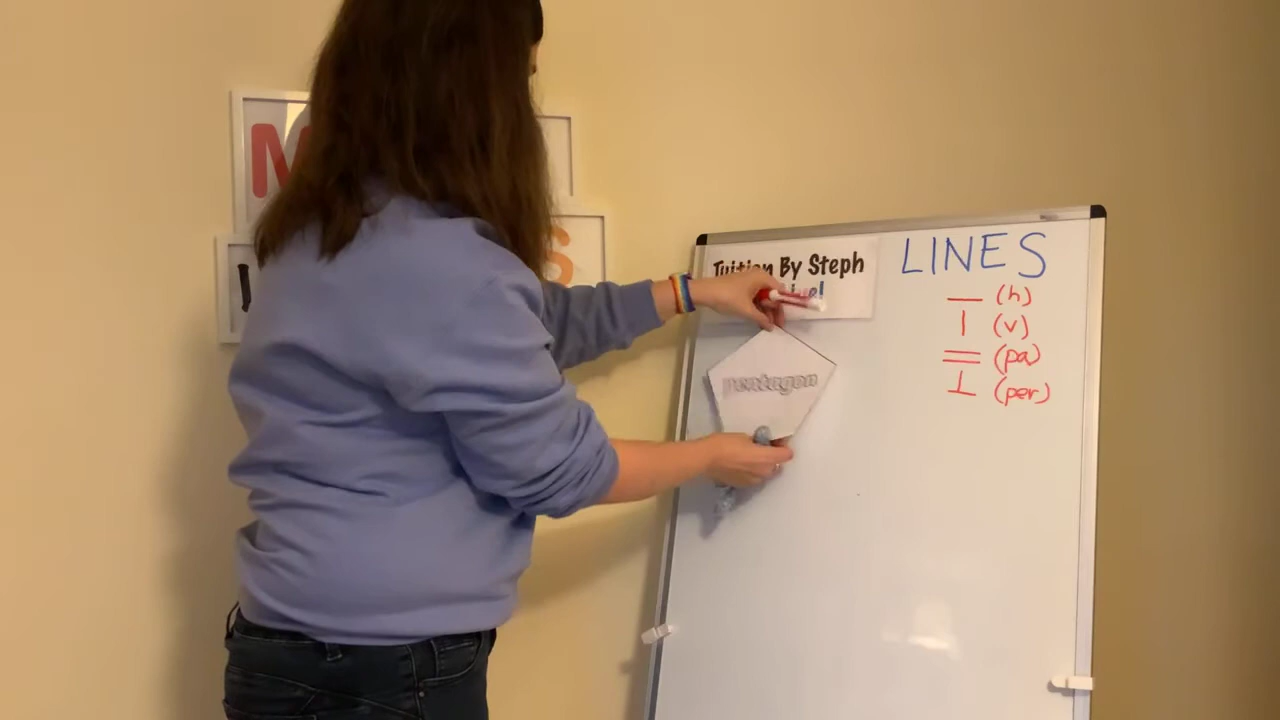 M
S
Tuition By Steph
LINES
— (h)
| (v)
= (pa)
⊥ (per)
Pentagon